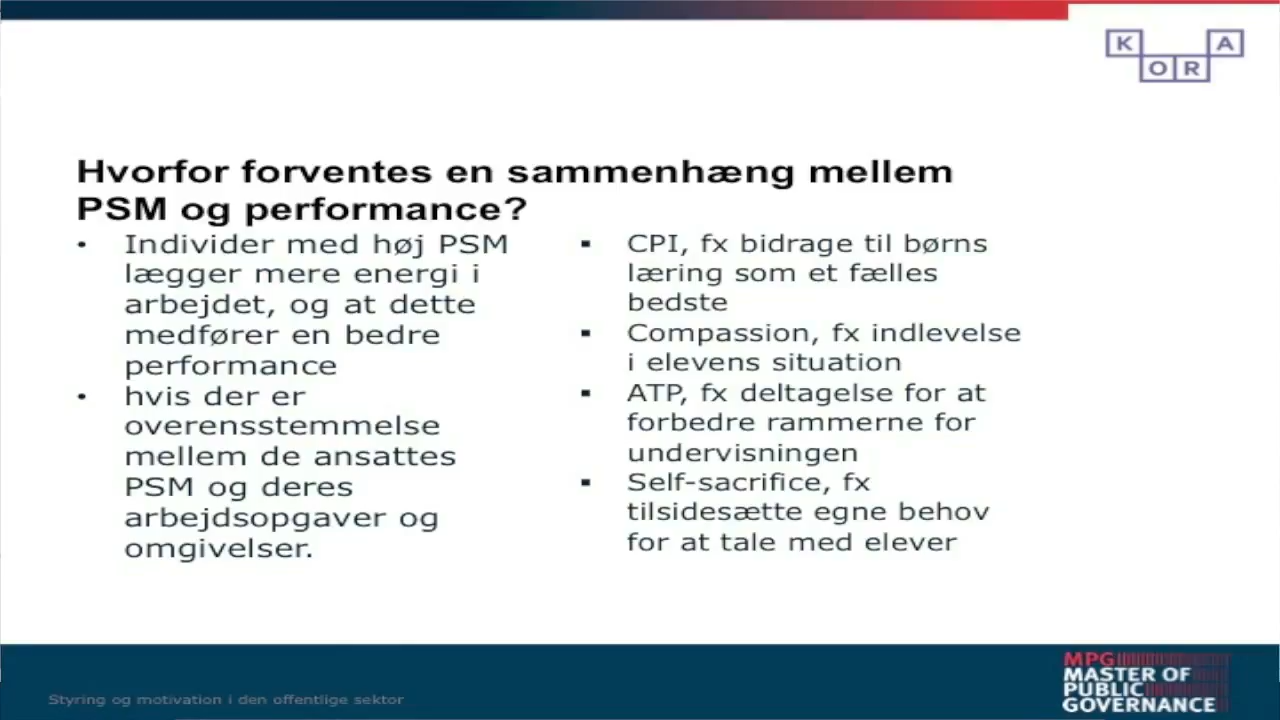 K O R A
Hvorfor forventes en sammenhæng mellem
PSM og performance?
• Individer med høj PSM
lægger mere energi i
arbejdet, og at dette
medfører en bedre
performance
• hvis der er
overensstemmelse
mellem de ansattes
PSM og deres
arbejdsopgaver og
omgivelser.
▪ CPI, fx bidrage til børns
læring som et fælles
bedste
▪ Compassion, fx indlevelse
i elevens situation
▪ ATP, fx deltagelse for at
forbedre rammerne for
undervisningen
▪ Self-sacrifice, fx
tilsidesætte egne behov
for at tale med elever
Styring og motivation i den offentlige sektor
MPG
MASTER OF
PUBLIC
GOVERNANCE